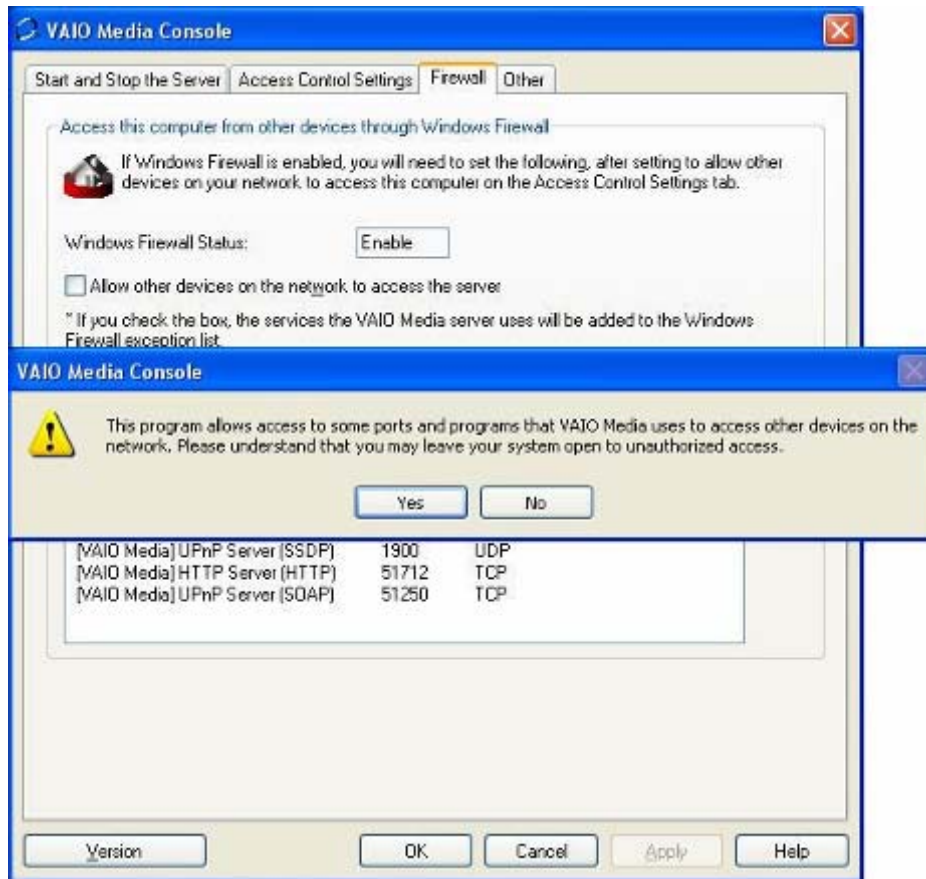 VAIO Media Console
Start and Stop the Server Access Control Settings Firewall Other
Access this computer from other devices through Windows Firewall
If Windows Firewall is enabled, you will need to set the following, after setting to allow other
devices on your network to access this computer on the Access Control Settings tab.
Windows Firewall Status: Enable
Allow other devices on the network to access the server
* If you check the box, the services the VAIO Media server uses will be added to the Windows
Firewall exception list.
VAIO Media Console
This program allows access to some ports and programs that VAIO Media uses to access other devices on the
network. Please understand that you may leave your system open to unauthorized access.
Yes No
[VAIO Media] UPnP Server (SSDP) 1900 UDP
[VAIO Media] HTTP Server (HTTP) 51712 TCP
[VAIO Media] UPnP Server (SOAP) 51250 TCP
Version OK Cancel Apply Help